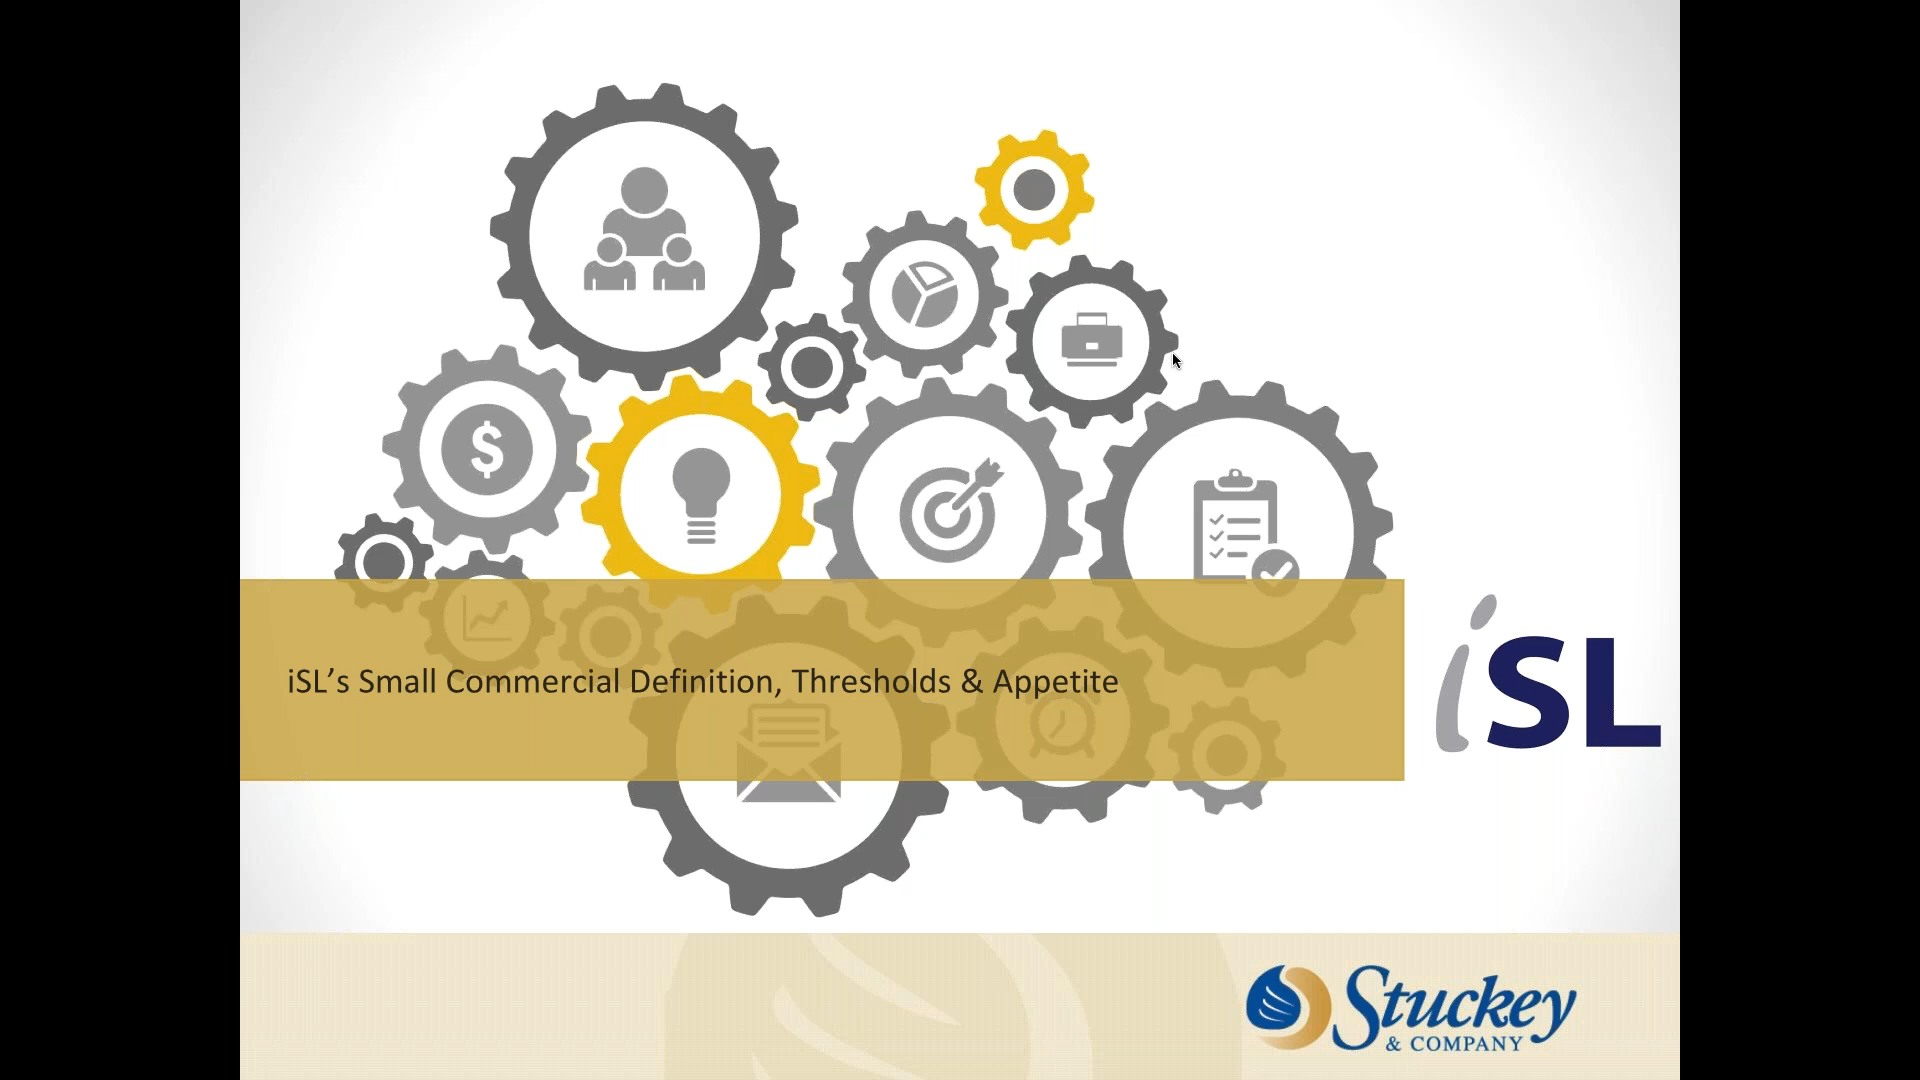 $
iSL's Small Commercial Definition, Thresholds & Appetite
iSL
Stuckey
& COMPANY